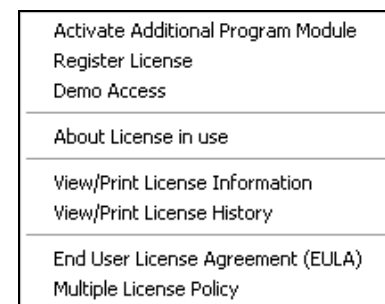 Activate Additional Program Module
Register License
Demo Access
About License in use
View/Print License Information
View/Print License History
End User License Agreement (EULA)
Multiple License Policy